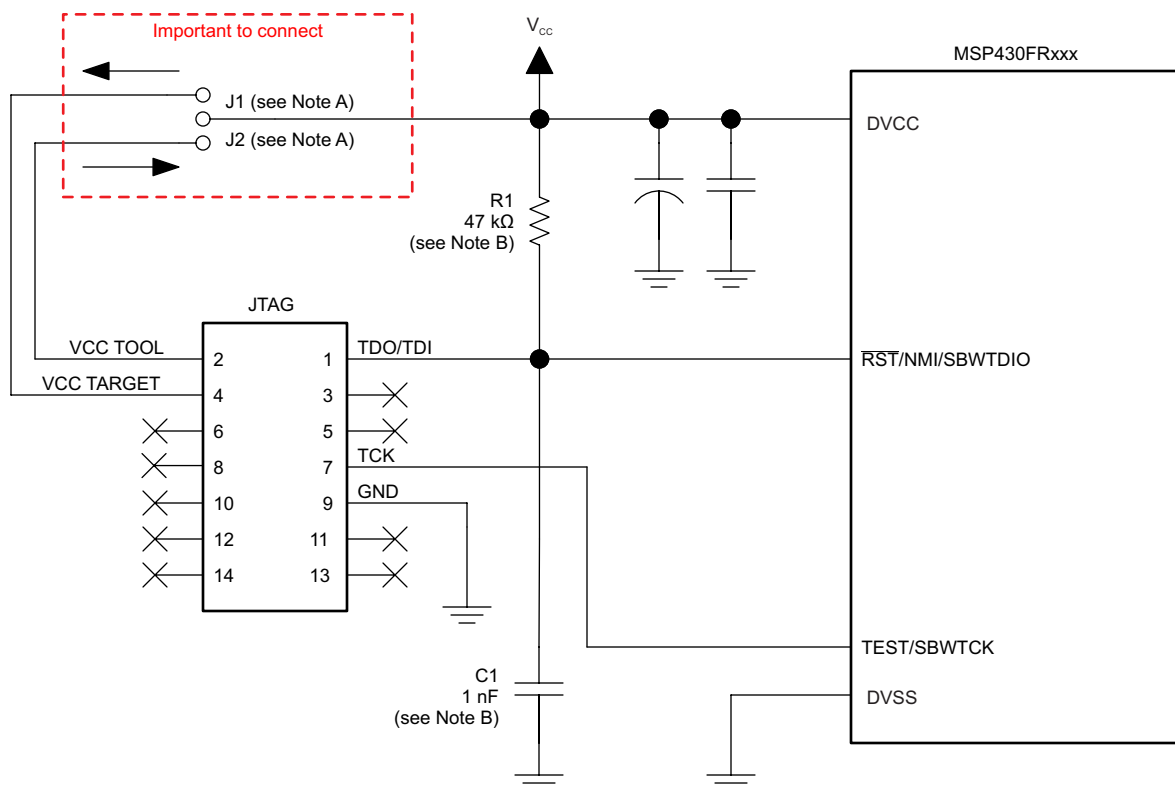 Important to connect
J1 (see Note A)
J2 (see Note A)
VCC
MSP430FRxxx
DVCC
R1
47 kΩ
(see Note B)
JTAG
VCC TOOL
2
1
TDO/TDI
RST/NMI/SBWTDIO
VCC TARGET
4
3
6
5
8
7
TCK
10
9
GND
12
11
14
13
TEST/SBWTCK
C1
1 nF
(see Note B)
DVSS